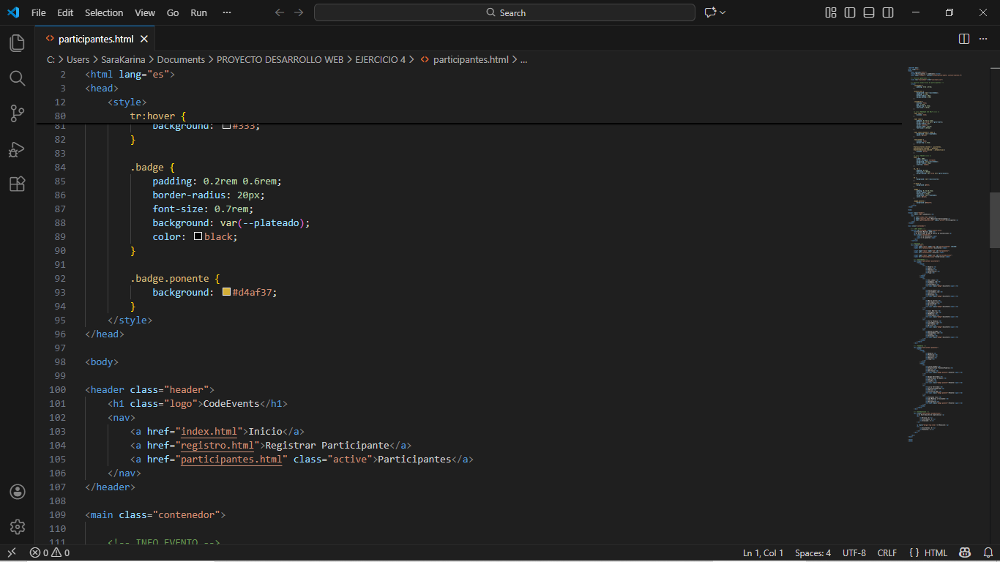 File Edit Selection View Go Run ··· Search
participantes.html
C: > Users > SaraKarina > Documents > PROYECTO DESARROLLO WEB > EJERCICIO 4 > participantes.html > ...
2 <html lang="es">
3 <head>
12 <style>
80 tr:hover {
81 background: #333;
82 }
83
84 .badge {
85 padding: 0.2rem 0.6rem;
86 border-radius: 20px;
87 font-size: 0.7rem;
88 background: var(--plateado);
89 color: black;
90 }
91
92 .badge.ponente {
93 background: #d4af37;
94 }
95 </style>
96 </head>
97
98 <body>
99
100 <header class="header">
101 <h1 class="logo">CodeEvents</h1>
102 <nav>
103 <a href="index.html">Inicio</a>
104 <a href="registro.html">Registrar Participante</a>
105 <a href="participantes.html" class="active">Participantes</a>
106 </nav>
107 </header>
108
109 <main class="contenedor">
110
111 <!-- INFO EVENTO -->
0 0 Ln 1, Col 1 Spaces: 4 UTF-8 CRLF {} HTML